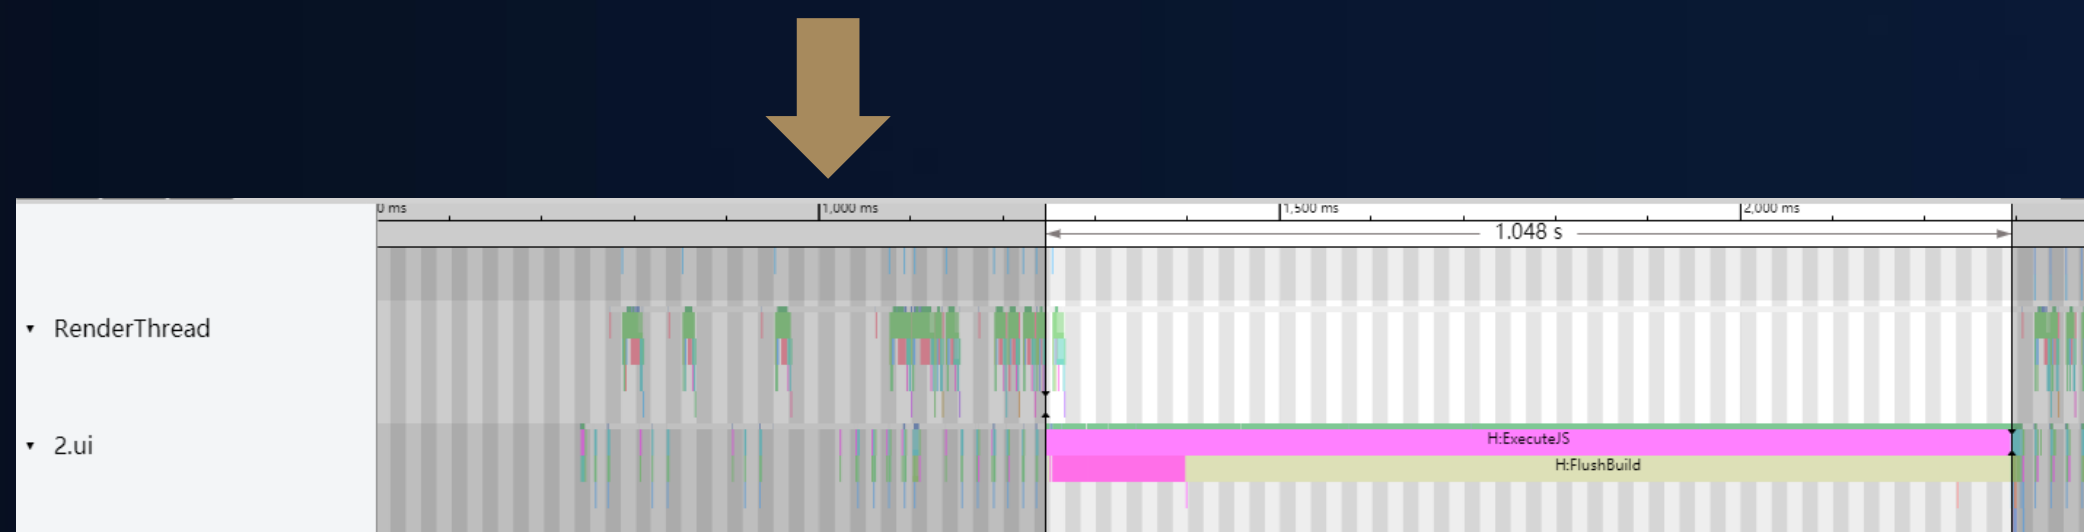 0 ms 1,000 ms 1,500 ms 2,000 ms
1.048 s
▾ RenderThread
▾ 2.ui
H:ExecuteJS
H:FlushBuild